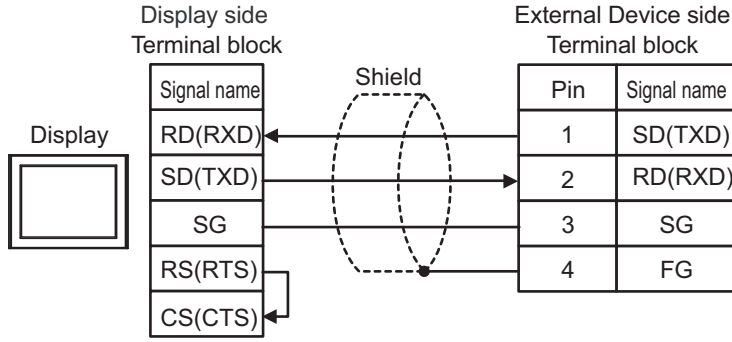 Display side
Terminal block
External Device side
Terminal block
Signal name
Shield
Pin
Signal name
Display
RD(RXD)
1
SD(TXD)
SD(TXD)
2
RD(RXD)
SG
3
SG
RS(RTS)
4
FG
CS(CTS)